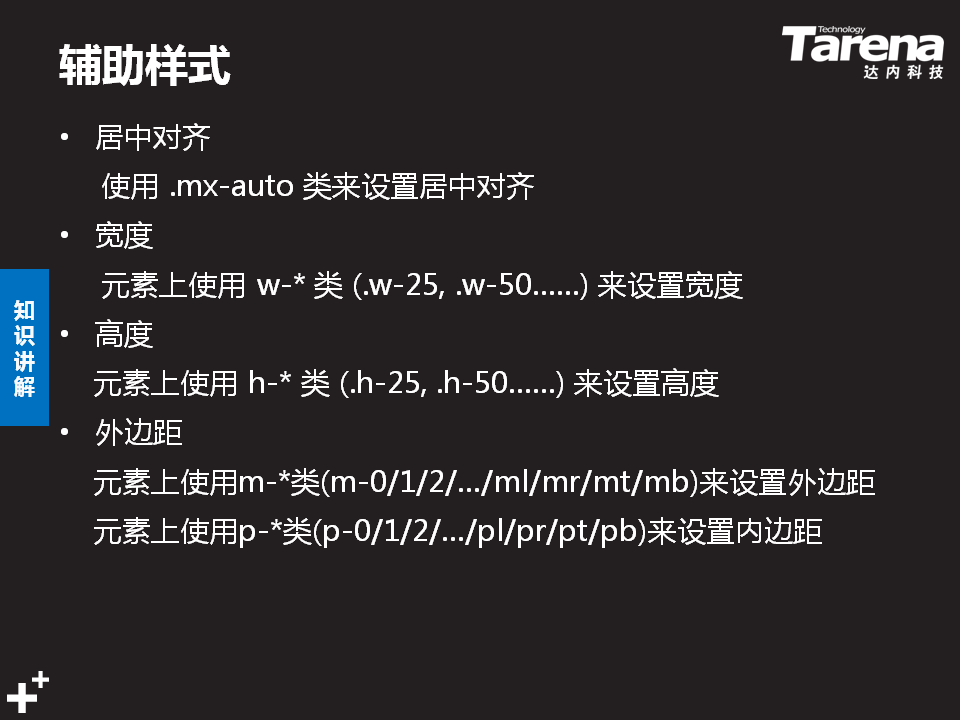 辅助样式
Technology
Tarena
达内科技
• 居中对齐
使用 .mx-auto 类来设置居中对齐
• 宽度
元素上使用 w-* 类 (.w-25, .w-50......) 来设置宽度
• 高度
元素上使用 h-* 类 (.h-25, .h-50......) 来设置高度
• 外边距
元素上使用m-*类(m-0/1/2/.../ml/mr/mt/mb)来设置外边距
元素上使用p-*类(p-0/1/2/.../pl/pr/pt/pb)来设置内边距
知
识
讲
解